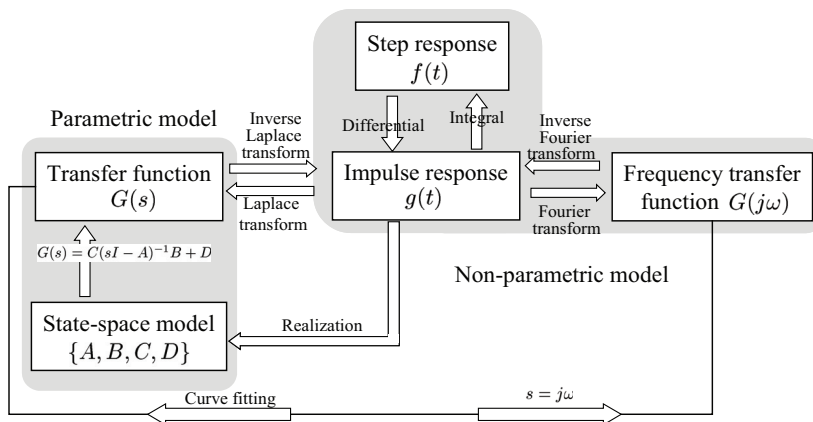 Step response
f(t)
Parametric model
Inverse
Laplace
transform
Differential
Integral
Inverse
Fourier
transform
Transfer function
G(s)
Laplace
transform
Impulse response
g(t)
Fourier
transform
Frequency transfer
function G(jω)
G(s) = C(sI − A)⁻¹B + D
Non-parametric model
State-space model
{A, B, C, D}
Realization
Curve fitting
s = jω